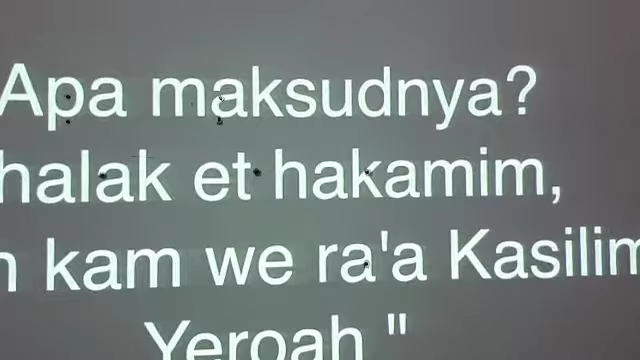 Apa maksudnya?
halak et hakamim,
kam we ra'a Kasilim
Yeroah "